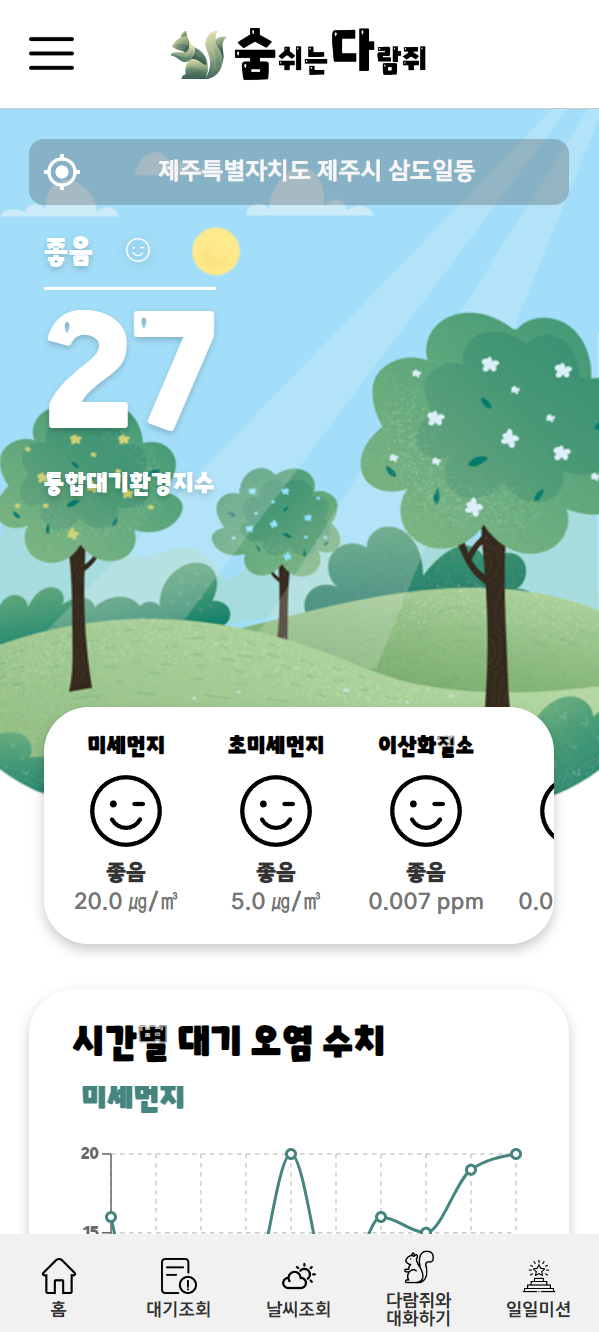 숨쉬는다람쥐
제주특별자치도 제주시 삼도일동
좋음
27
통합대기환경지수
미세먼지 초미세먼지 이산화질소
좋음 좋음 좋음
20.0 ㎍/㎥ 5.0 ㎍/㎥ 0.007 ppm 0.0
시간별 대기 오염 수치
미세먼지
20
15
홈 대기조회 날씨조회 다람쥐와 일일미션
대화하기